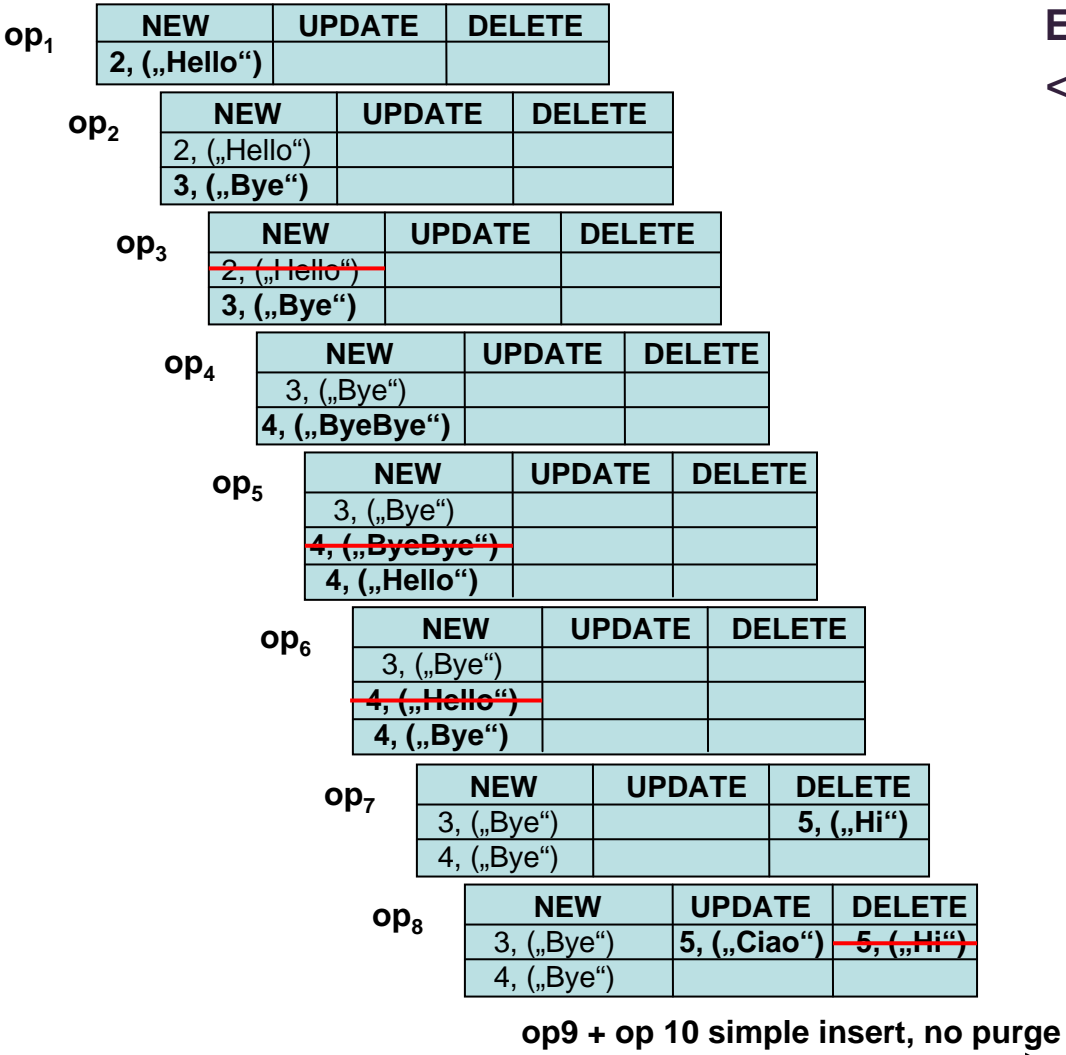 op1 NEW UPDATE DELETE
2, („Hello“)
op2 NEW UPDATE DELETE
2, („Hello“)
3, („Bye“)
op3 NEW UPDATE DELETE
2, („Hello“)
3, („Bye“)
op4 NEW UPDATE DELETE
3, („Bye“)
4, („ByeBye“)
op5 NEW UPDATE DELETE
3, („Bye“)
4, („ByeBye“)
4, („Hello“)
op6 NEW UPDATE DELETE
3, („Bye“)
4, („Hello“)
4, („Bye“)
op7 NEW UPDATE DELETE
3, („Bye“) 5, („Hi“)
4, („Bye“)
op8 NEW UPDATE DELETE
3, („Bye“) 5, („Ciao“) 5, („Hi“)
4, („Bye“)
op9 + op 10 simple insert, no purge